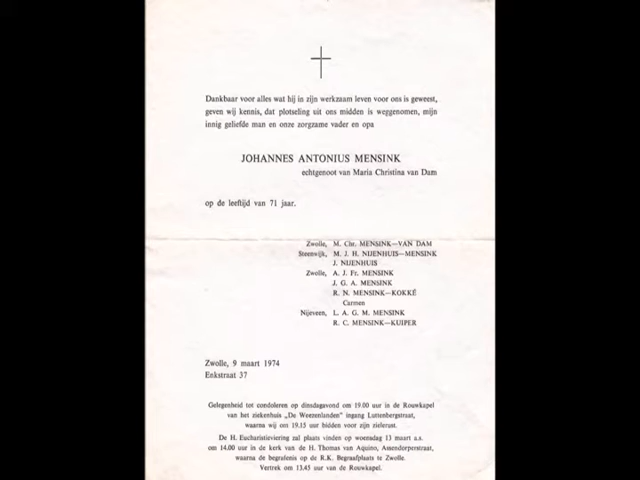 Dankbaar voor alles wat hij in zijn werkzaam leven voor ons is geweest,
geven wij kennis, dat plotseling uit ons midden is weggenomen, mijn
innig geliefde man en onze zorgzame vader en opa
JOHANNES ANTONIUS MENSINK
echtgenoot van Maria Christina van Dam
op de leeftijd van 71 jaar.
Zwolle, M. Chr. MENSINK—VAN DAM
Steenwijk, M. J. H. NIJENHUIS—MENSINK
J. NIJENHUIS
Zwolle, A. J. Fr. MENSINK
J. G. A. MENSINK
R. N. MENSINK—KOKKÉ
Carmen
Nijeveen, L. A. G. M. MENSINK
R. C. MENSINK—KUIPER
Zwolle, 9 maart 1974
Enkstraat 37
Gelegenheid tot condoleren op dinsdagavond om 19.00 uur in de Rouwkapel
van het ziekenhuis „De Weezenlanden" ingang Luttenbergstraat,
waarna wij om 19.15 uur bidden voor zijn zielerust.
De H. Eucharistieviering zal plaats vinden op woensdag 13 maart a.s.
om 14.00 uur in de kerk van de H. Thomas van Aquino, Assendorperstraat,
waarna de begrafenis op de R.K. Begraafplaats te Zwolle.
Vertrek om 13.45 uur van de Rouwkapel.